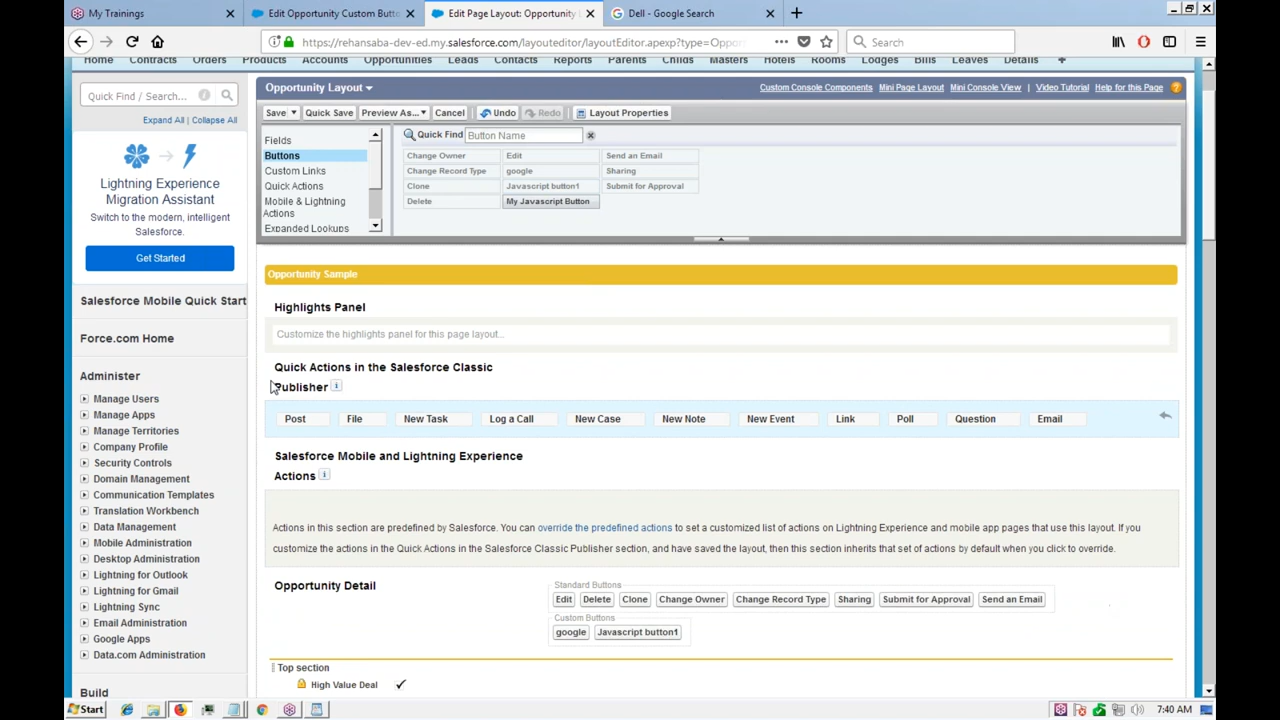 My Trainings
Edit Opportunity Custom Butto
Edit Page Layout: Opportunity
Dell - Google Search
https://rehansaba-dev-ed.my.salesforce.com/layouteditor/layoutEditor.apexp?type=Oppor
Search
Home Contracts Orders Products Accounts Opportunities Leads Contacts Reports Parents Childs Masters Hotels Rooms Lodges Bills Leaves Details
Quick Find / Search...
Expand All | Collapse All
Lightning Experience
Migration Assistant
Switch to the modern, intelligent
Salesforce.
Get Started
Salesforce Mobile Quick Start
Force.com Home
Administer
Manage Users
Manage Apps
Manage Territories
Company Profile
Security Controls
Domain Management
Communication Templates
Translation Workbench
Data Management
Mobile Administration
Desktop Administration
Lightning for Outlook
Lightning for Gmail
Lightning Sync
Email Administration
Google Apps
Data.com Administration
Build
Opportunity Layout
Custom Console Components Mini Page Layout Mini Console View | Video Tutorial Help for this Page
Save Quick Save Preview As... Cancel Undo Redo Layout Properties
Fields
Buttons
Custom Links
Quick Actions
Mobile & Lightning
Actions
Expanded Lookups
Quick Find Button Name
Change Owner Edit Send an Email
Change Record Type google Sharing
Clone Javascript button1 Submit for Approval
Delete My Javascript Button
Opportunity Sample
Highlights Panel
Customize the highlights panel for this page layout...
Quick Actions in the Salesforce Classic
Publisher
Post File New Task Log a Call New Case New Note New Event Link Poll Question Email
Salesforce Mobile and Lightning Experience
Actions
Actions in this section are predefined by Salesforce. You can override the predefined actions to set a customized list of actions on Lightning Experience and mobile app pages that use this layout. If you
customize the actions in the Quick Actions in the Salesforce Classic Publisher section, and have saved the layout, then this section inherits that set of actions by default when you click to override.
Opportunity Detail
Standard Buttons
Edit Delete Clone Change Owner Change Record Type Sharing Submit for Approval Send an Email
Custom Buttons
google Javascript button1
Top section
High Value Deal
Start
7:40 AM